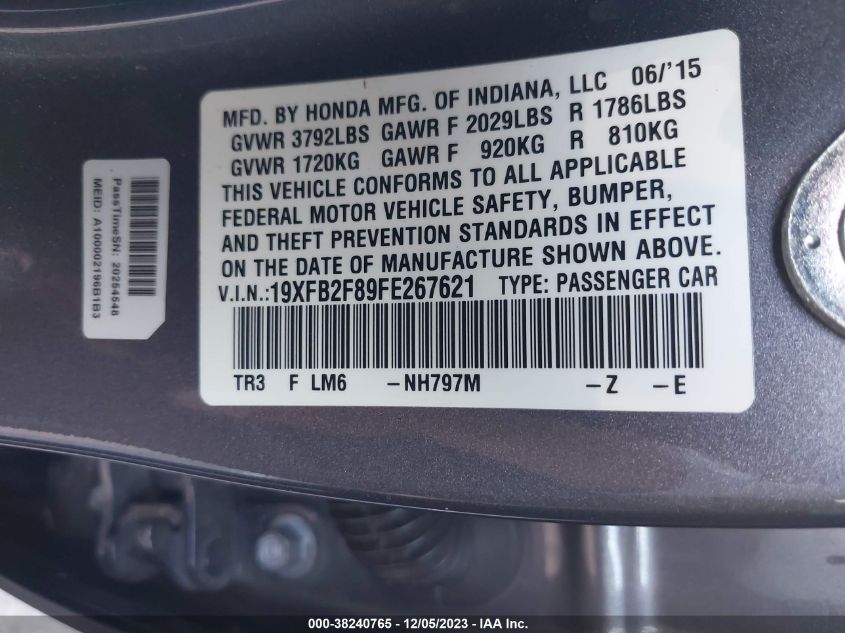 MFD. BY HONDA MFG. OF INDIANA, LLC 06/'15
GVWR 3792LBS GAWR F 2029LBS R 1786LBS
GVWR 1720KG GAWR F 920KG R 810KG
THIS VEHICLE CONFORMS TO ALL APPLICABLE
FEDERAL MOTOR VEHICLE SAFETY, BUMPER,
AND THEFT PREVENTION STANDARDS IN EFFECT
ON THE DATE OF MANUFACTURE SHOWN ABOVE.
V.I.N.:19XFB2F89FE267621 TYPE: PASSENGER CAR
TR3 F LM6 -NH797M -Z -E
PassTimeSN: 20254548
MEID: A100002196B1B3
000-38240765 - 12/05/2023 - IAA Inc.